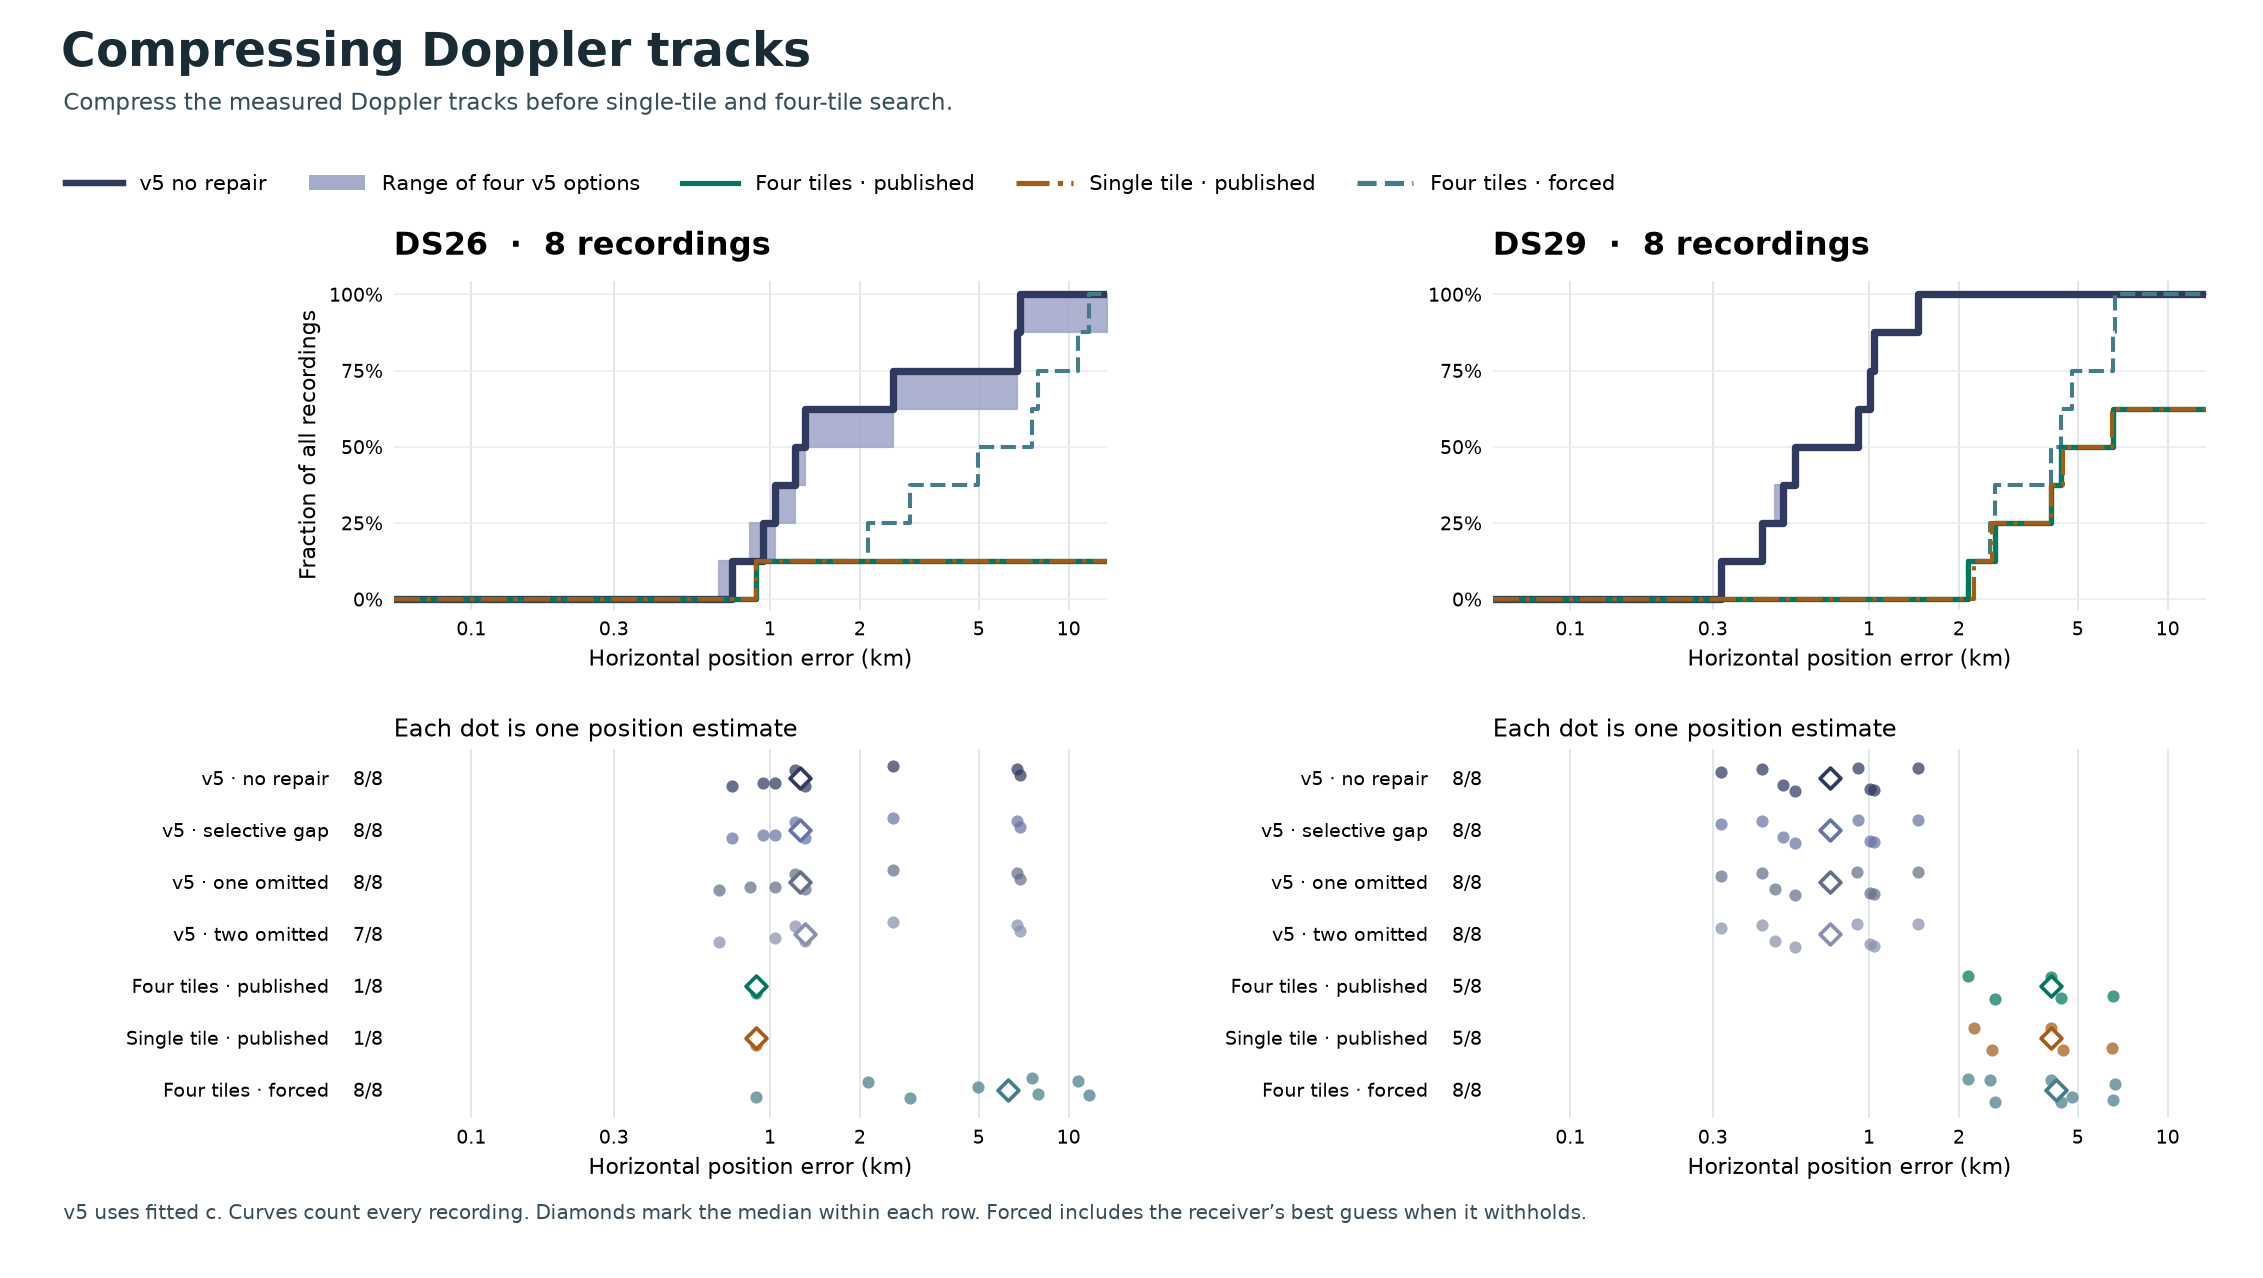 Compressing Doppler tracks
Compress the measured Doppler tracks before single-tile and four-tile search.
v5 no repair
Range of four v5 options
Four tiles · published
Single tile · published
Four tiles · forced
DS26 · 8 recordings
100%
75%
50%
25%
0%
Fraction of all recordings
0.1 0.3 1 2 5 10
Horizontal position error (km)
DS29 · 8 recordings
100%
75%
50%
25%
0%
0.1 0.3 1 2 5 10
Horizontal position error (km)
Each dot is one position estimate
v5 · no repair 8/8
v5 · selective gap 8/8
v5 · one omitted 8/8
v5 · two omitted 7/8
Four tiles · published 1/8
Single tile · published 1/8
Four tiles · forced 8/8
0.1 0.3 1 2 5 10
Horizontal position error (km)
Each dot is one position estimate
v5 · no repair 8/8
v5 · selective gap 8/8
v5 · one omitted 8/8
v5 · two omitted 8/8
Four tiles · published 5/8
Single tile · published 5/8
Four tiles · forced 8/8
0.1 0.3 1 2 5 10
Horizontal position error (km)
v5 uses fitted c. Curves count every recording. Diamonds mark the median within each row. Forced includes the receiver’s best guess when it withholds.